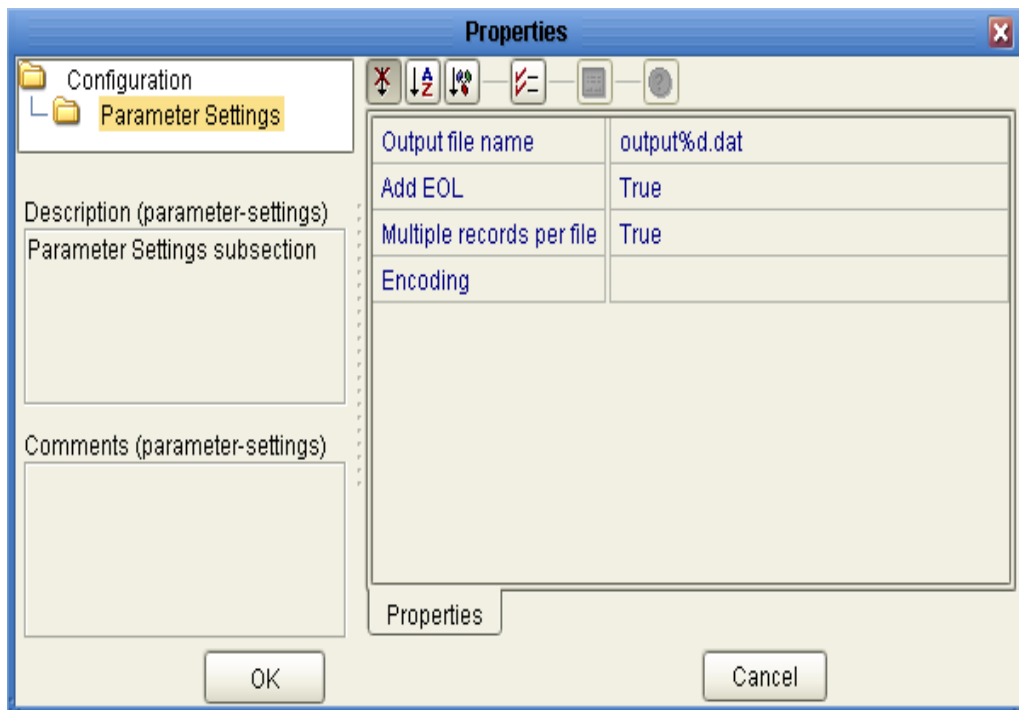 Properties
Configuration
Parameter Settings
Description (parameter-settings)
Parameter Settings subsection
Comments (parameter-settings)
Output file name output%d.dat
Add EOL True
Multiple records per file True
Encoding
Properties
OK
Cancel